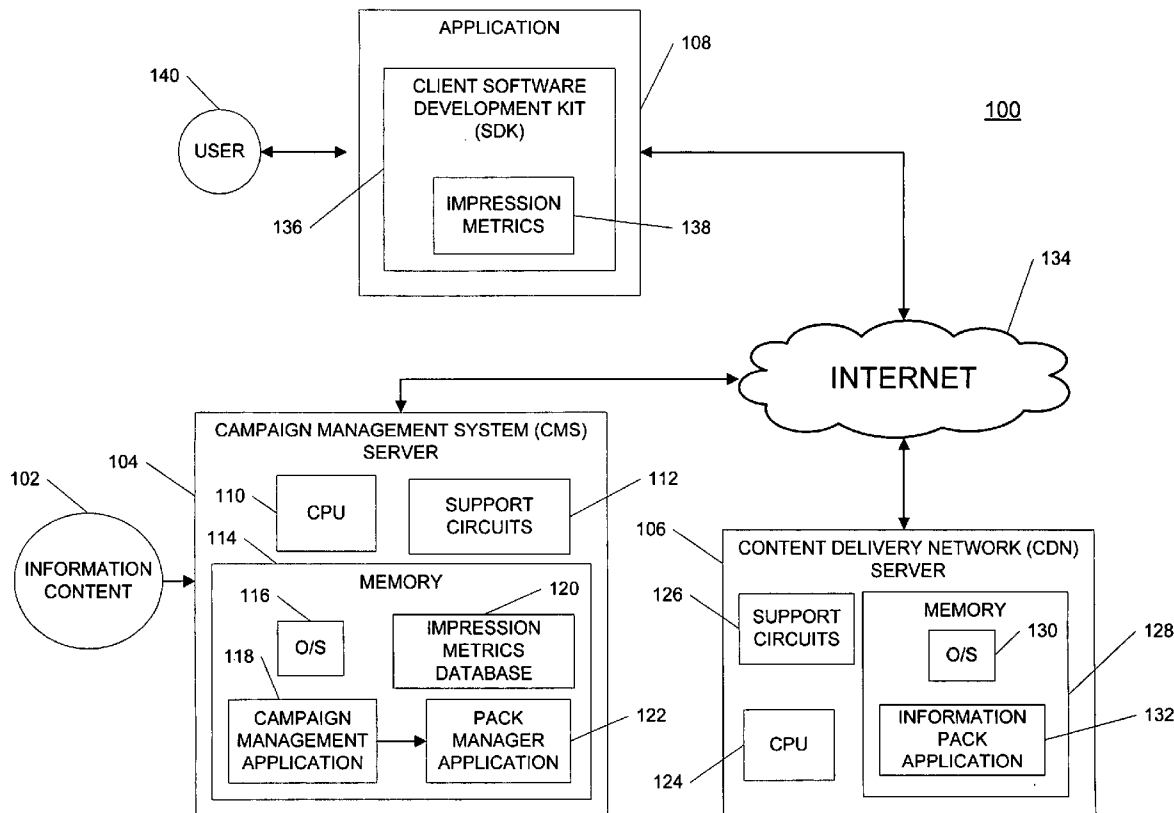 APPLICATION
108
140
CLIENT SOFTWARE
DEVELOPMENT KIT
(SDK)
100
USER
IMPRESSION
METRICS
136
138
134
INTERNET
CAMPAIGN MANAGEMENT SYSTEM (CMS)
SERVER
104
102
110
CPU
SUPPORT
CIRCUITS
112
106
CONTENT DELIVERY NETWORK (CDN)
SERVER
114
INFORMATION
CONTENT
MEMORY
116
120
126
SUPPORT
CIRCUITS
MEMORY
O/S
IMPRESSION
METRICS
DATABASE
O/S
130
128
118
CAMPAIGN
MANAGEMENT
APPLICATION
PACK
MANAGER
APPLICATION
122
CPU
124
INFORMATION
PACK
APPLICATION
132